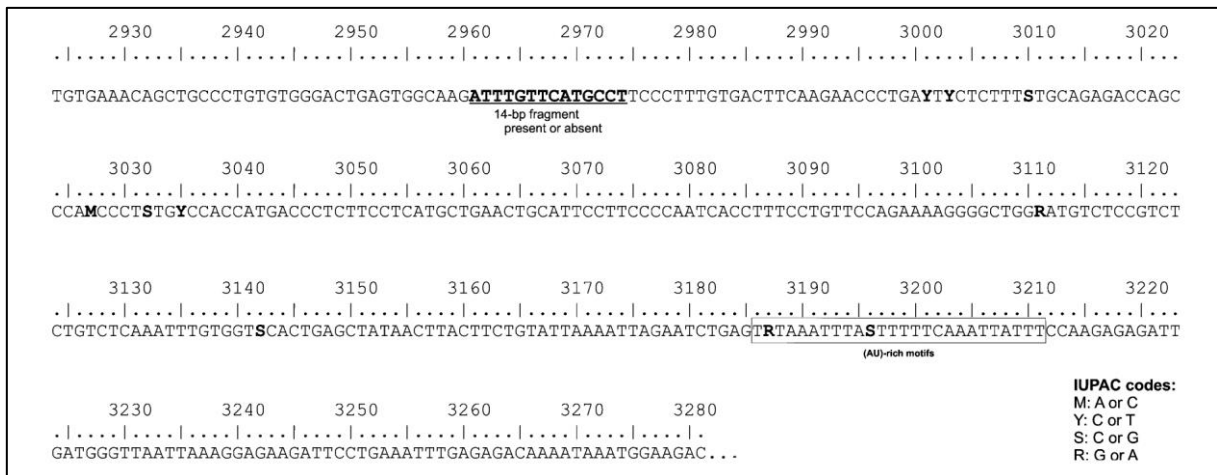 2930 2940 2950 2960 2970 2980 2990 3000 3010 3020
.|....|....|....|....|....|....|....|....|....|....|....|....|....|....|....|....|....|....|....|...
TGTGAAACAGCTGCCCTGTGTGGGACTGAGTGGCAAGATTTGTTCATGCCTTCCCTTTGTGACTTCAAGAACCCTGAYTYCTCTTTSTGCAGAGACCAGC
14-bp fragment
present or absent
3030 3040 3050 3060 3070 3080 3090 3100 3110 3120
.|....|....|....|....|....|....|....|....|....|....|....|....|....|....|....|....|....|....|....|...
CCAMCCCTSTGYCCACCATGACCCTCTTCCTCATGCTGAACTGCATTCCTTCCCCAATCACCTTTCCTGTTCCAGAAAAGGGGCTGGRATGTCTCCGTCT
3130 3140 3150 3160 3170 3180 3190 3200 3210 3220
.|....|....|....|....|....|....|....|....|....|....|....|....|....|....|....|....|....|....|....|...
CTGTCTCAAATTTGTGGTSCACTGAGCTATAACTTACTTCTGTATTAAAATTAGAATCTGAGTRTAAATTTASTTTTTCAAATTATTTCCAAGAGAGATT
(AU)-rich motifs
3230 3240 3250 3260 3270 3280
.|....|....|....|....|....|....|....|....|....|....|....|.
GATGGGTTAATTAAAGGAGAAGATTCCTGAAATTTGAGAGACAAAATAAATGGAAGAC...
IUPAC codes:
M: A or C
Y: C or T
S: C or G
R: G or A